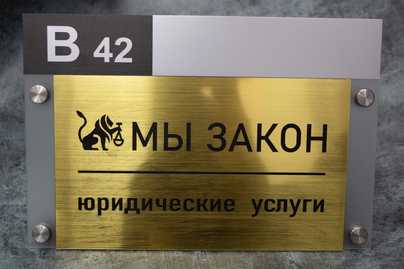 В 42
МЫ ЗАКОН
юридические услуги